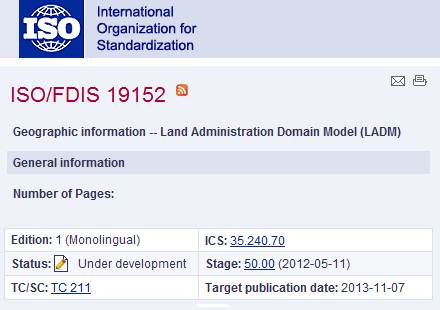 ISO
International
Organization for
Standardization
ISO/FDIS 19152
Geographic information -- Land Administration Domain Model (LADM)
General information
Number of Pages:
Edition: 1 (Monolingual) ICS: 35.240.70
Status: Under development Stage: 50.00 (2012-05-11)
TC/SC: TC 211 Target publication date: 2013-11-07